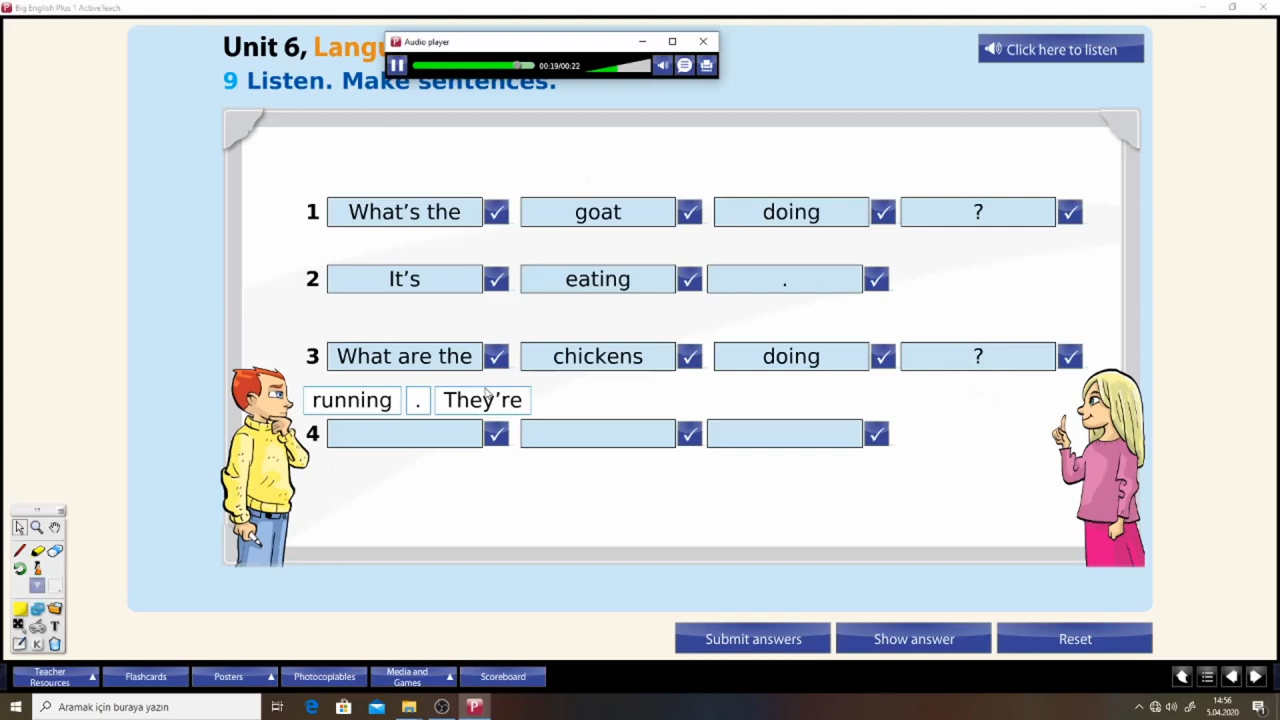 Big English Plus 1 ActiveTeach
Unit 6, Langu
Audio player
00:19/00:22
Click here to listen
9 Listen. Make sentences.
1 What's the goat doing ?
2 It's eating .
3 What are the chickens doing ?
running . They're
4
Submit answers Show answer Reset
Teacher Resources Flashcards Posters Photocopiables Media and Games Scoreboard
Aramak için buraya yazın
14:56
5.04.2020